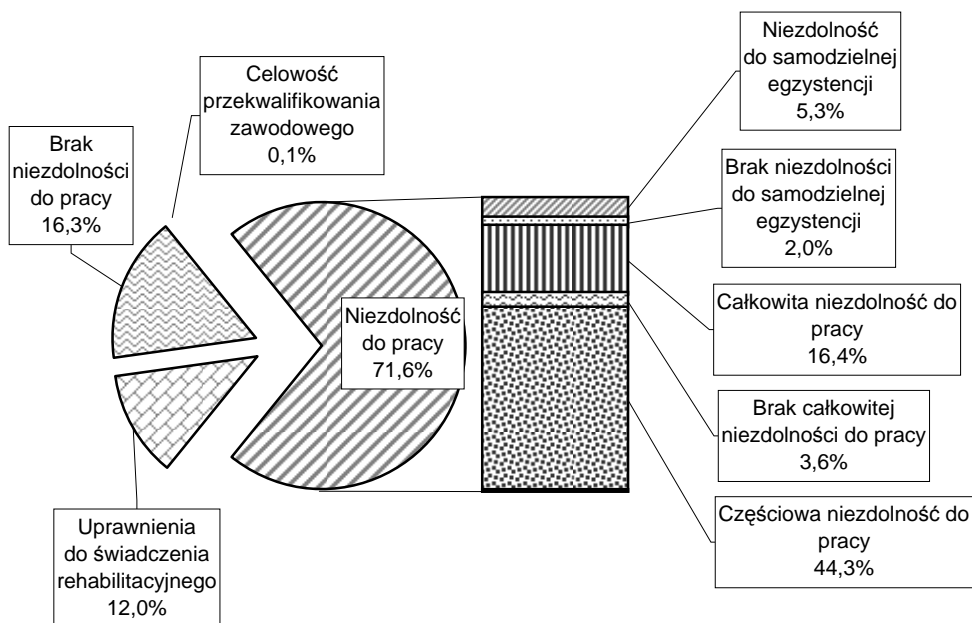 Niezdolność
do samodzielnej
egzystencji
5,3%
Celowość
przekwalifikowania
zawodowego
0,1%
Brak
niezdolności
do pracy
16,3%
Brak niezdolności
do samodzielnej
egzystencji
2,0%
Niezdolność
do pracy
71,6%
Całkowita niezdolność do
pracy
16,4%
Brak całkowitej
niezdolności do pracy
3,6%
Częściowa niezdolność do
pracy
44,3%
Uprawnienia
do świadczenia
rehabilitacyjnego
12,0%